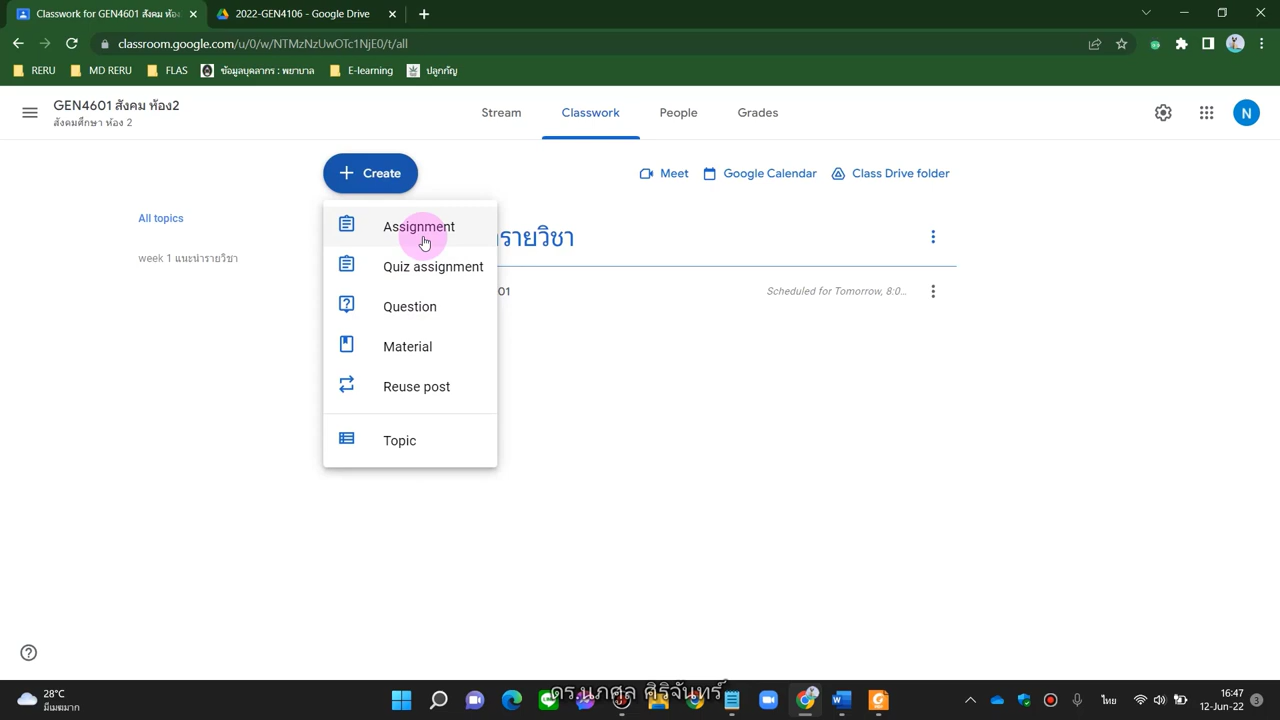 Classwork for GEN4601 สังคม ห้อง
2022-GEN4106 - Google Drive
classroom.google.com/u/0/w/NTMzNzUwOTc1NjE0/t/all
RERU
MD RERU
FLAS
ข้อมูลบุคลากร : พยาบาล
E-learning
ปลูกกัญ
GEN4601 สังคม ห้อง2
สังคมศึกษา ห้อง 2
Stream
Classwork
People
Grades
N
Create
Meet
Google Calendar
Class Drive folder
All topics
week 1 แนะนำรายวิชา
Assignment
Quiz assignment
Question
Material
Reuse post
Topic
รายวิชา
01
Scheduled for Tomorrow, 8:0...
28°C
มีเมฆมาก
ดร.นภศูล ศิริจันทร์
ไทย
16:47
12-Jun-22
3